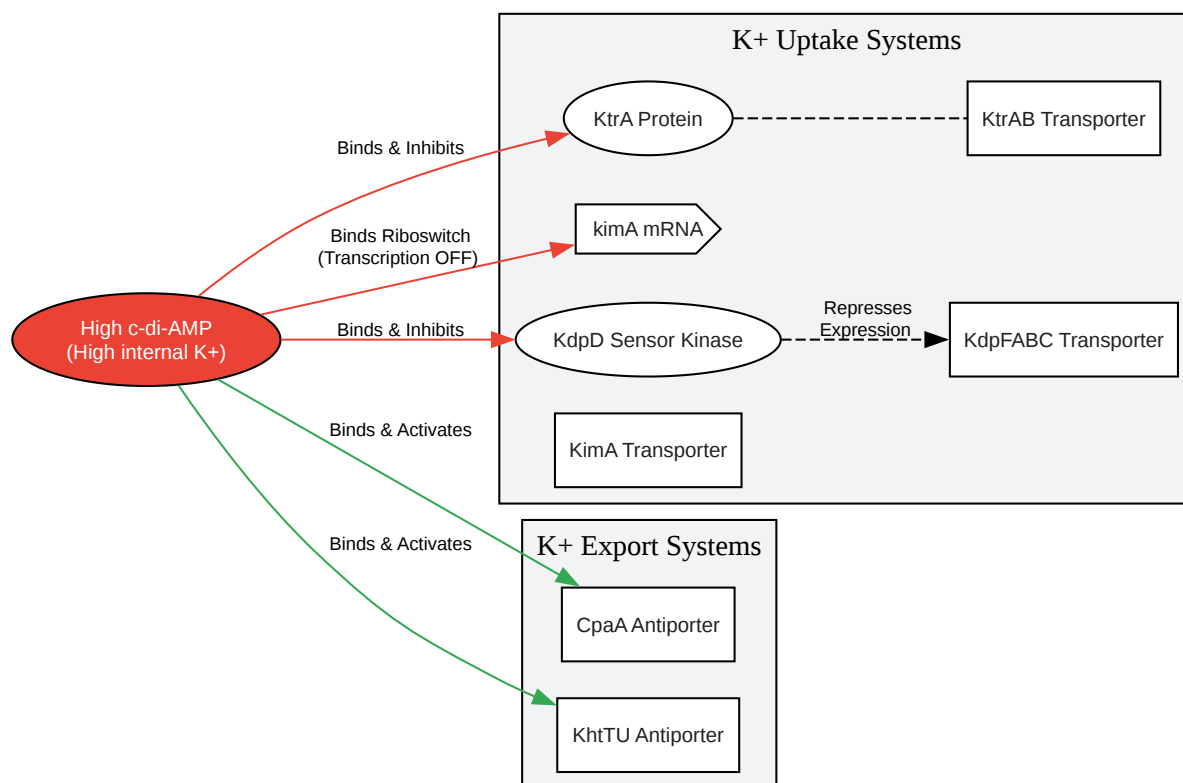 K+ Uptake Systems
KtrA Protein
KtrAB Transporter
Binds & Inhibits
kimA mRNA
Binds Riboswitch
(Transcription OFF)
High c-di-AMP
(High internal K+)
Binds & Inhibits
KdpD Sensor Kinase
Represses
Expression
KdpFABC Transporter
Binds & Activates
KimA Transporter
K+ Export Systems
Binds & Activates
CpaA Antiporter
KhtTU Antiporter